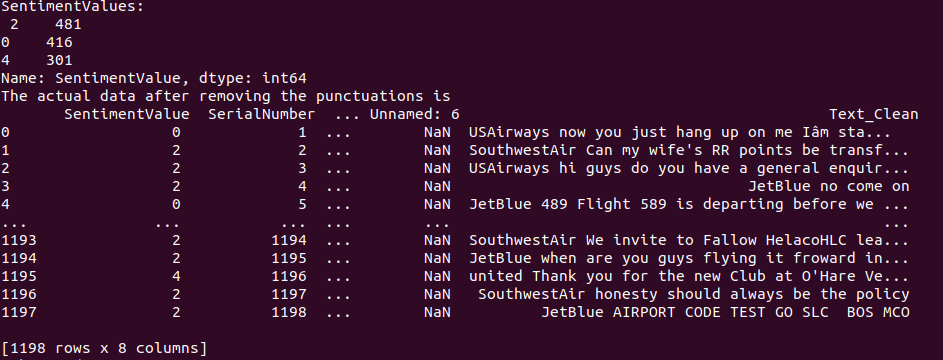 SentimentValues:
 2    481
0    416
4    301
Name: SentimentValue, dtype: int64
The actual data after removing the punctuations is
      SentimentValue  SerialNumber  ... Unnamed: 6                                         Text_Clean
0                  0             1  ...        NaN  USAirways now you just hang up on me Iâm sta...
1                  2             2  ...        NaN  SouthwestAir Can my wife's RR points be transf...
2                  2             3  ...        NaN  USAirways hi guys do you have a general enquir...
3                  2             4  ...        NaN                                 JetBlue no come on
4                  0             5  ...        NaN  JetBlue 489 Flight 589 is departing before we ...
...              ...           ...  ...        ...                                                ...
1193               2          1194  ...        NaN  SouthwestAir We invite to Fallow HelacoHLC lea...
1194               2          1195  ...        NaN  JetBlue when are you guys flying it froward in...
1195               4          1196  ...        NaN  united Thank you for the new Club at O'Hare Ve...
1196               2          1197  ...        NaN   SouthwestAir honesty should always be the policy
1197               2          1198  ...        NaN          JetBlue AIRPORT CODE TEST GO SLC  BOS MCO
[1198 rows x 8 columns]